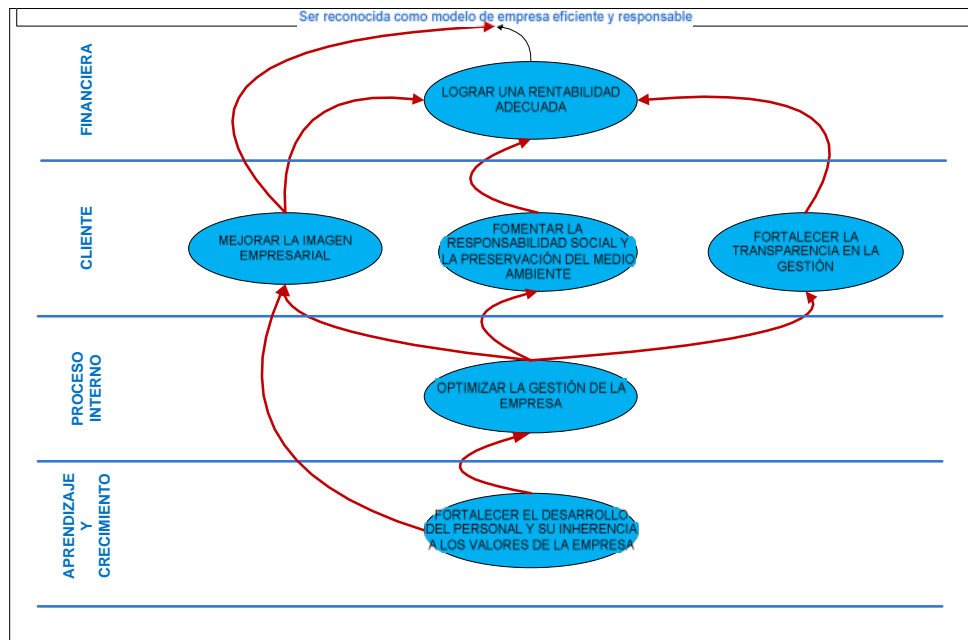 Ser reconocida como modelo de empresa eficiente y responsable
FINANCIERA
LOGRAR UNA RENTABILIDAD
ADECUADA
CLIENTE
MEJORAR LA IMAGEN
EMPRESARIAL
FOMENTAR LA
RESPONSABILIDAD SOCIAL Y
LA PRESERVACIÓN DEL MEDIO
AMBIENTE
FORTALECER LA
TRANSPARENCIA EN LA
GESTIÓN
PROCESO
INTERNO
OPTIMIZAR LA GESTIÓN DE LA
EMPRESA
APRENDIZAJE
Y
CRECIMIENTO
FORTALECER EL DESARROLLO
DEL PERSONAL Y SU INHERENCIA
A LOS VALORES DE LA EMPRESA